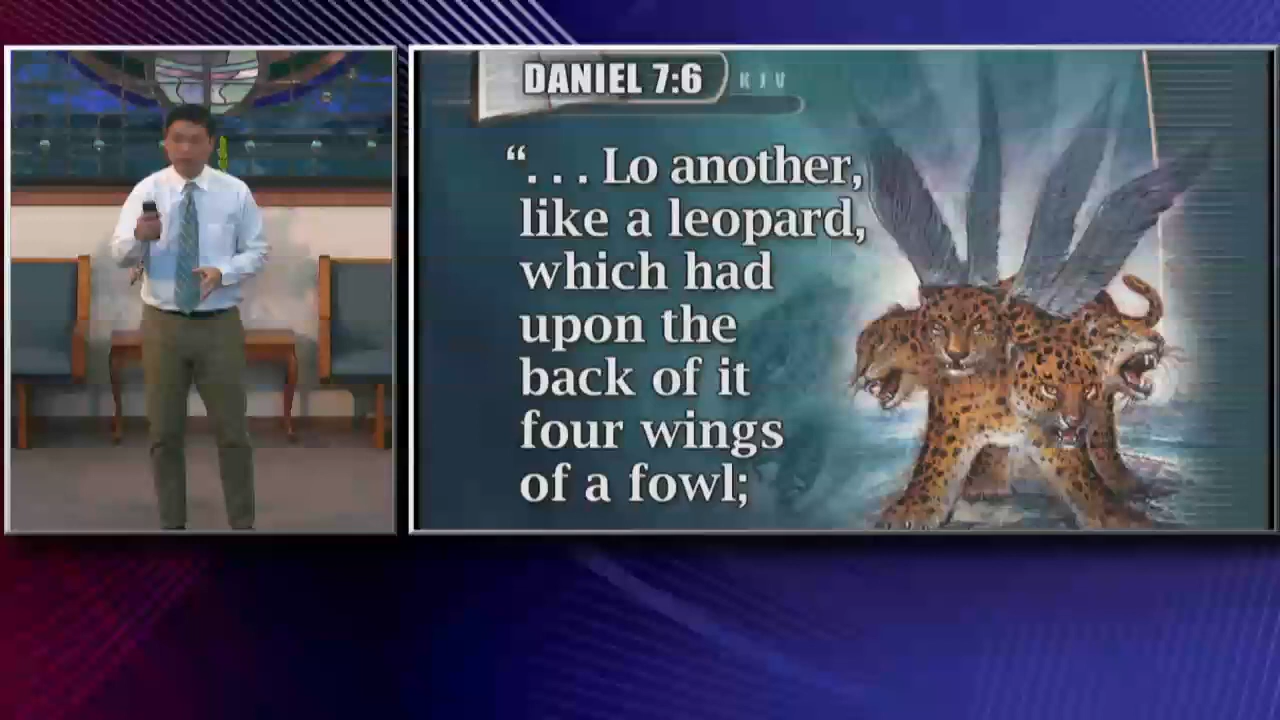 DANIEL 7:6 KJV
“. . . Lo another,
like a leopard,
which had
upon the
back of it
four wings
of a fowl;